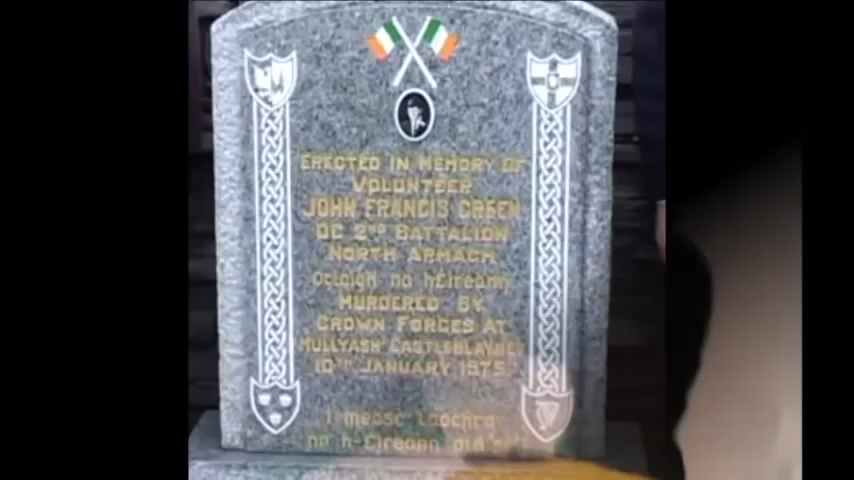 ERECTED IN MEMORY OF
VOLUNTEER
JOHN FRANCIS GREEN
OC 2ND BATTALION
NORTH ARMAGH
Óglaigh na hÉireann
MURDERED BY
CROWN FORCES AT
MULLYASH CASTLEBLAYNEY
10TH JANUARY 1975
i measc Laochra
na h-Éireann